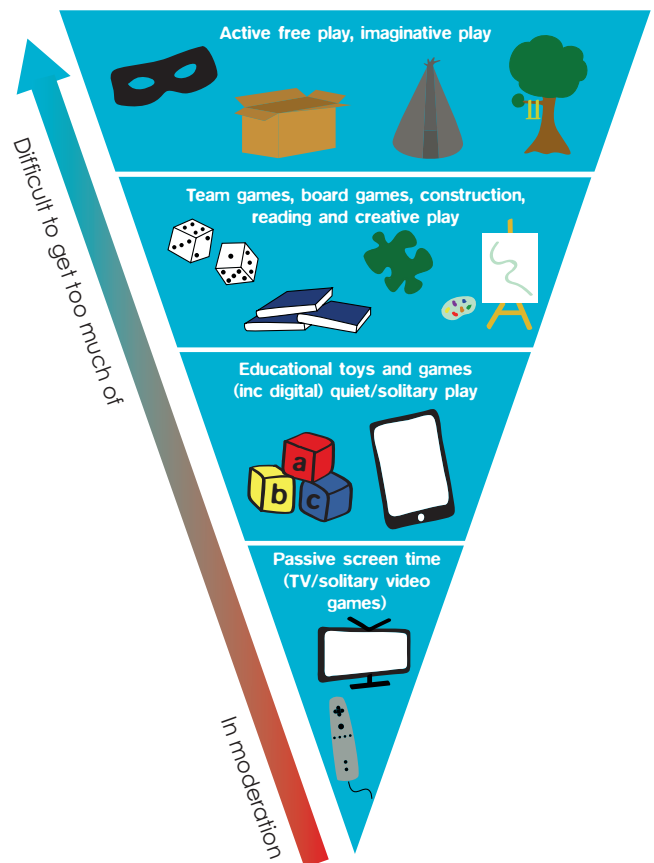 Active free play, imaginative play
Team games, board games, construction,
reading and creative play
Educational toys and games
(inc digital) quiet/solitary play
a
b
c
Passive screen time
(TV/solitary video
games)
Difficult to get too much of
In moderation